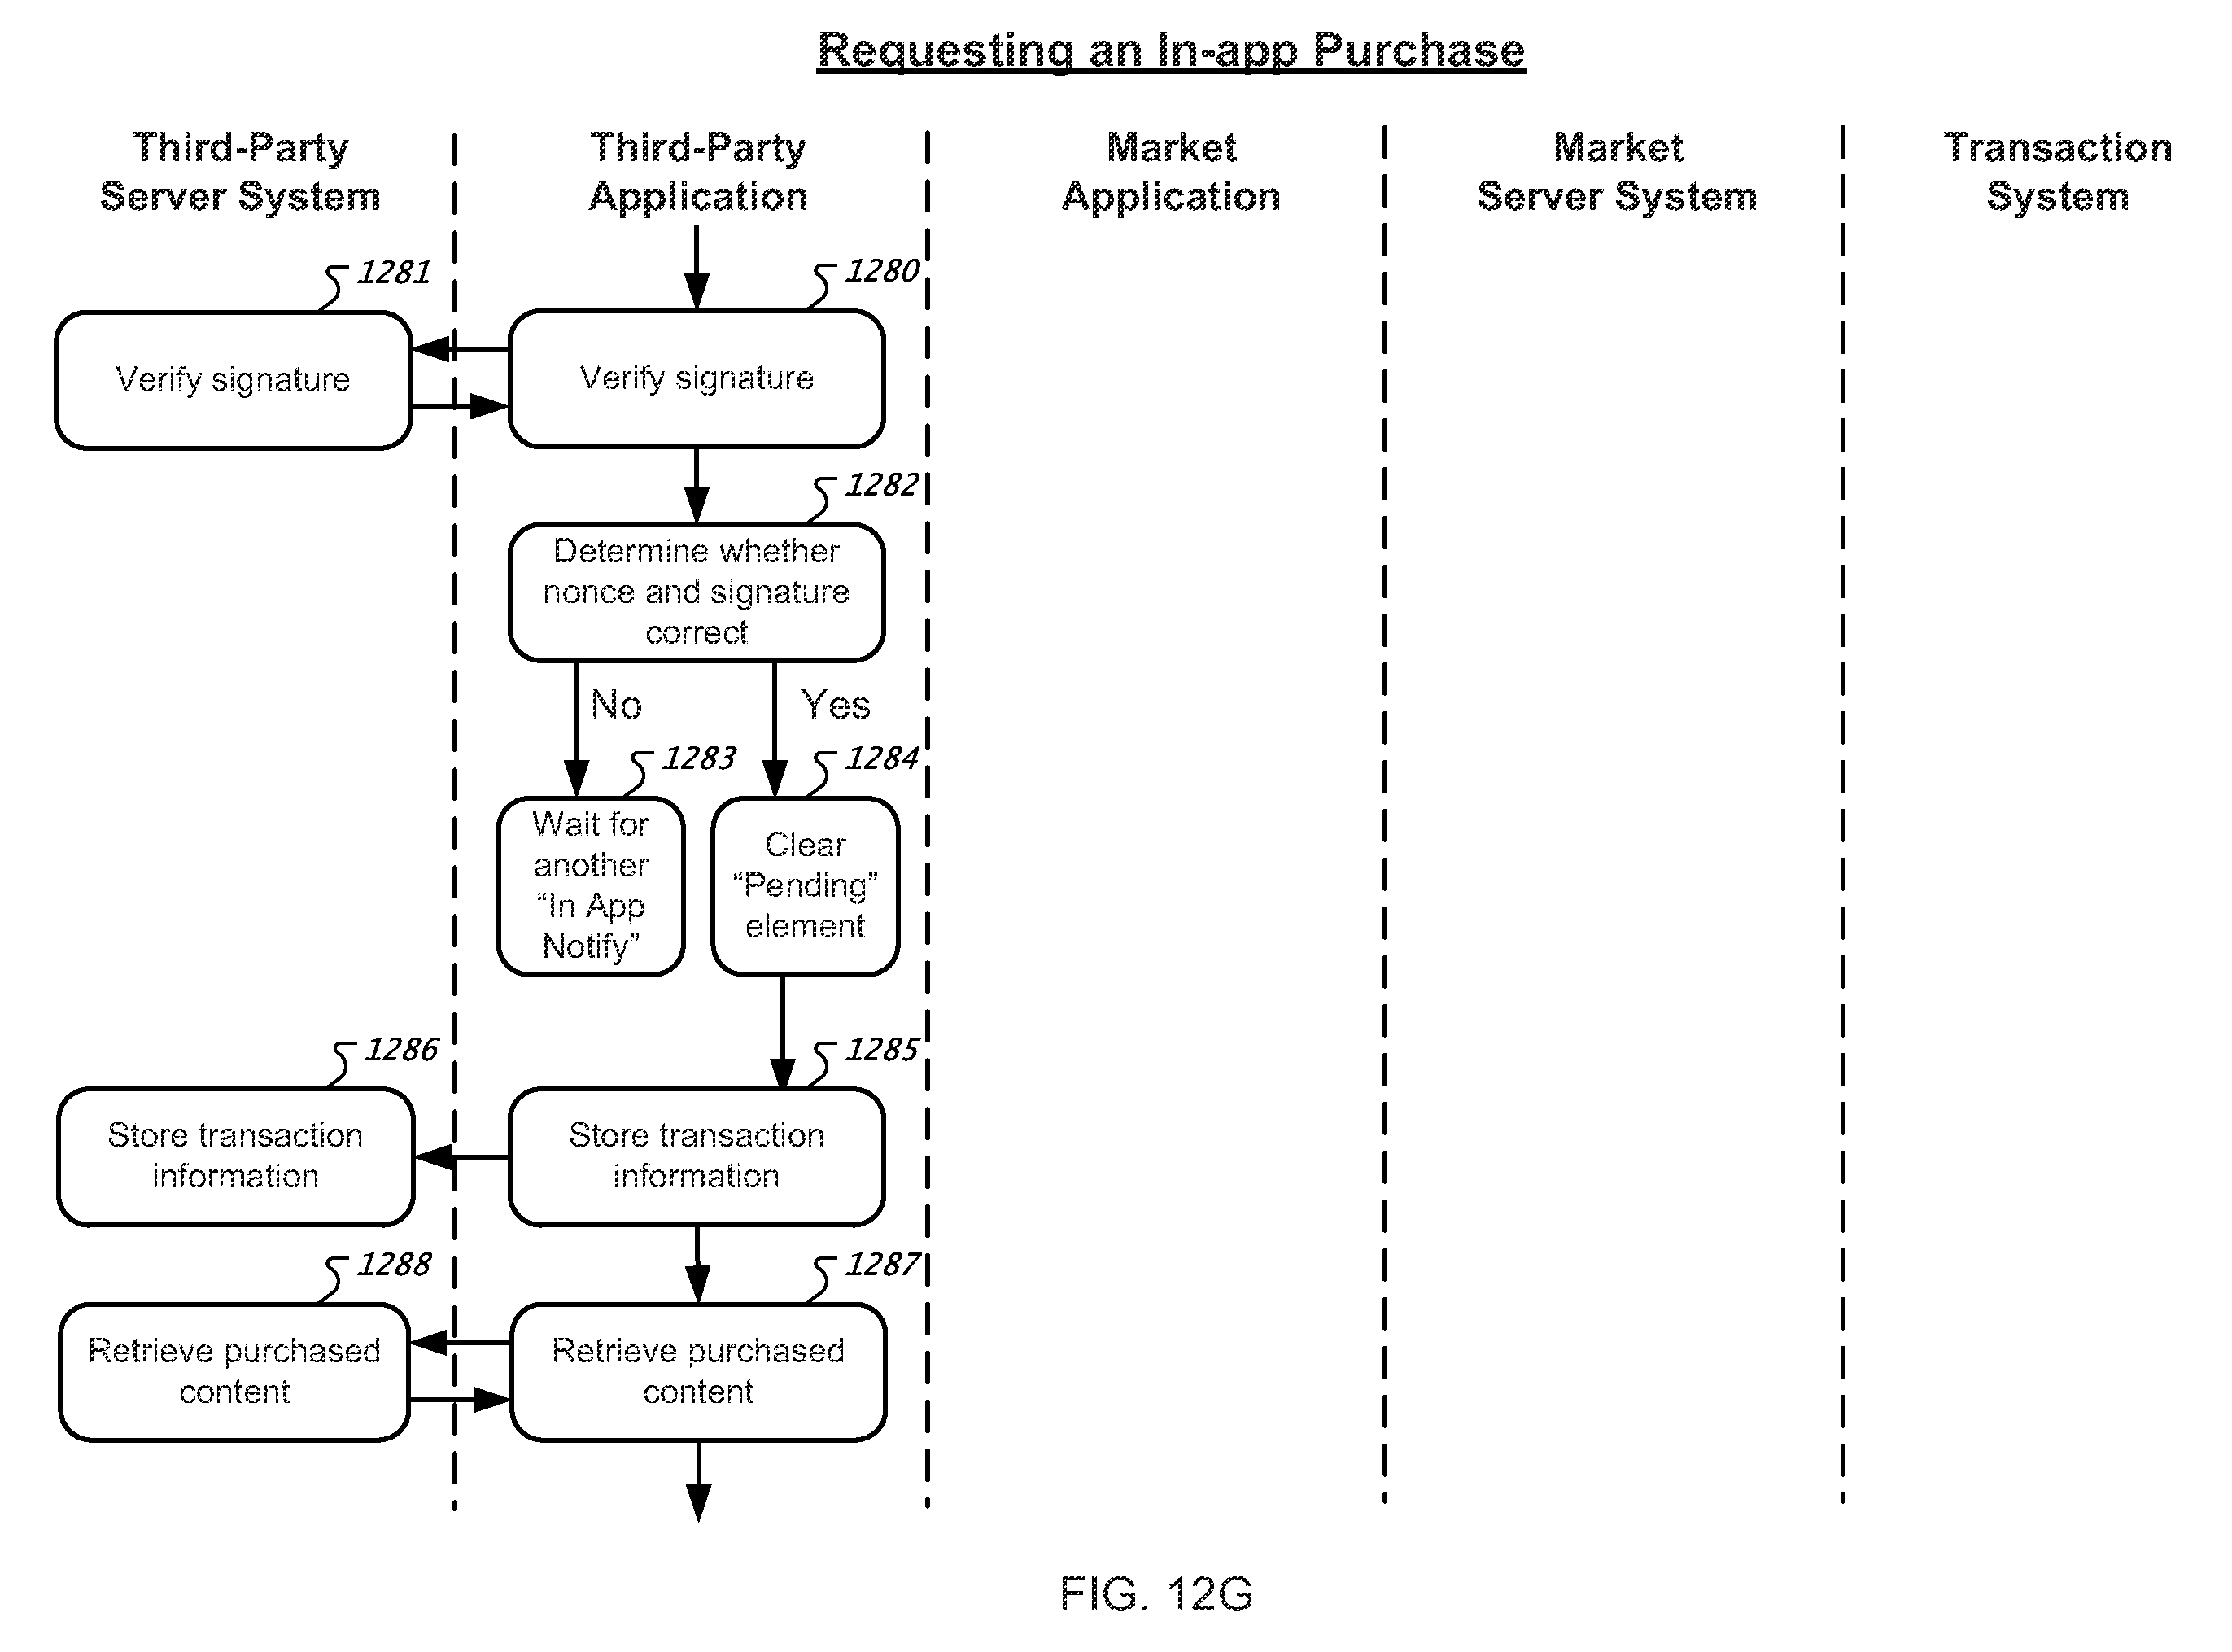 Requesting an In-app Purchase
Third-Party
Server System
Third-Party
Application
Market
Application
Market
Server System
Transaction
System
1281
1280
Verify signature
Verify signature
1282
Determine whether
nonce and signature
correct
No
Yes
1283
1284
Wait for
another
“In App
Notify”
Clear
“Pending”
element
1286
1285
Store transaction
information
Store transaction
information
1288
1287
Retrieve purchased
content
Retrieve purchased
content
FIG. 12G